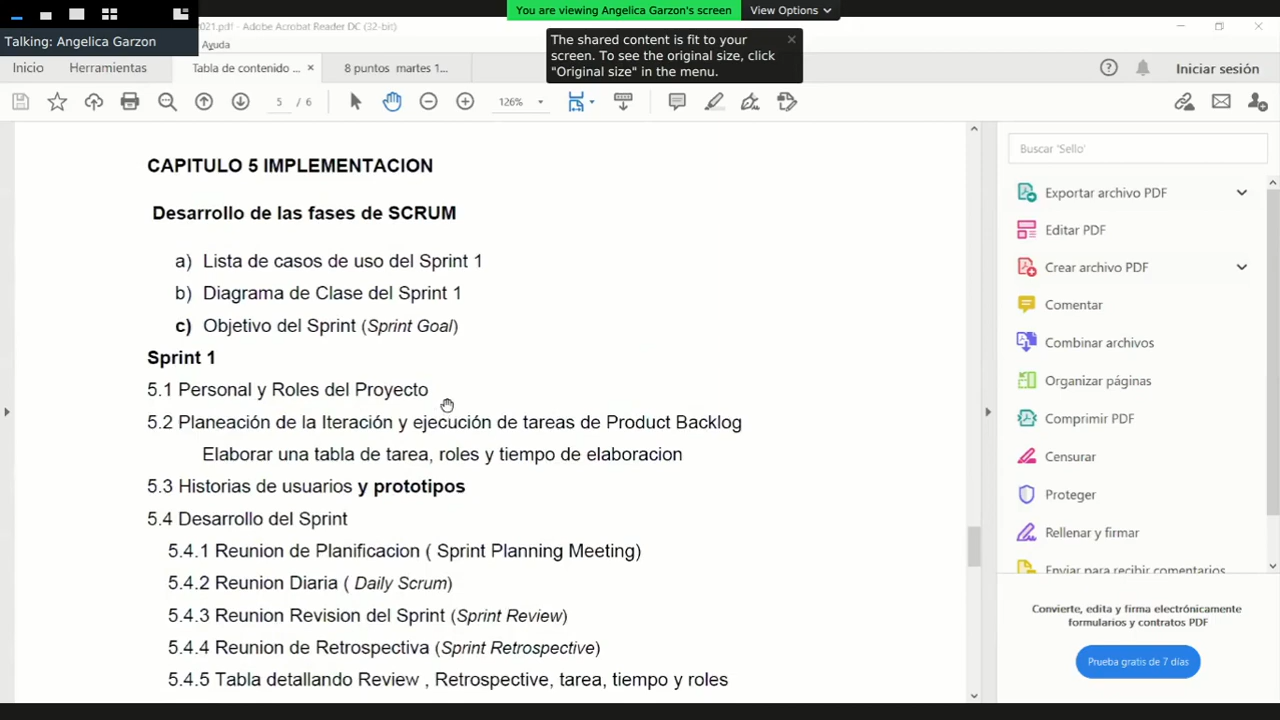 You are viewing Angelica Garzon's screen
View Options
2021.pdf - Adobe Acrobat Reader DC (32-bit)
Talking: Angelica Garzon
Ayuda
The shared content is fit to your
screen. To see the original size, click
"Original size" in the menu.
Inicio
Herramientas
Tabla de contenido ...
8 puntos martes 1...
Iniciar sesión
5 / 6
126%
CAPITULO 5 IMPLEMENTACION
Desarrollo de las fases de SCRUM
a) Lista de casos de uso del Sprint 1
b) Diagrama de Clase del Sprint 1
c) Objetivo del Sprint (Sprint Goal)
Sprint 1
5.1 Personal y Roles del Proyecto
5.2 Planeación de la Iteración y ejecución de tareas de Product Backlog
Elaborar una tabla de tarea, roles y tiempo de elaboracion
5.3 Historias de usuarios y prototipos
5.4 Desarrollo del Sprint
5.4.1 Reunion de Planificacion ( Sprint Planning Meeting)
5.4.2 Reunion Diaria ( Daily Scrum)
5.4.3 Reunion Revision del Sprint (Sprint Review)
5.4.4 Reunion de Retrospectiva (Sprint Retrospective)
5.4.5 Tabla detallando Review , Retrospective, tarea, tiempo y roles
Buscar 'Sello'
Exportar archivo PDF
Editar PDF
Crear archivo PDF
Comentar
Combinar archivos
Organizar páginas
Comprimir PDF
Censurar
Proteger
Rellenar y firmar
Enviar para recibir comentarios
Convierte, edita y firma electrónicamente
formularios y contratos PDF
Prueba gratis de 7 días